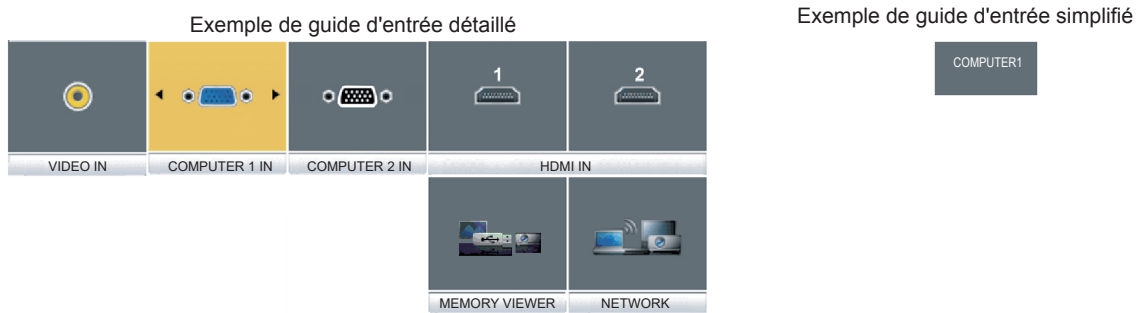 Exemple de guide d'entrée détaillé
Exemple de guide d'entrée simplifié
COMPUTER1
1
2
VIDEO IN
COMPUTER 1 IN
COMPUTER 2 IN
HDMI IN
MEMORY VIEWER
NETWORK